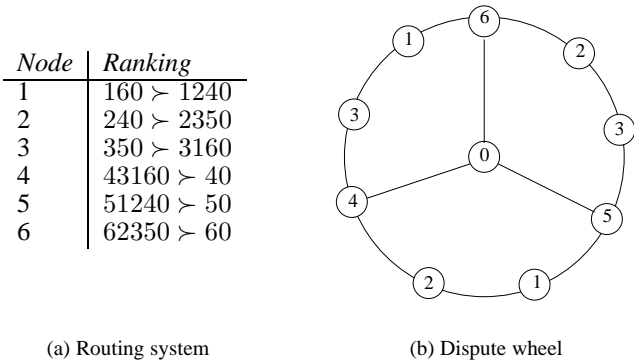 Node Ranking
1 160 ≻ 1240
2 240 ≻ 2350
3 350 ≻ 3160
4 43160 ≻ 40
5 51240 ≻ 50
6 62350 ≻ 60
6
1
2
3
3
0
4
5
2
1
(a) Routing system
(b) Dispute wheel